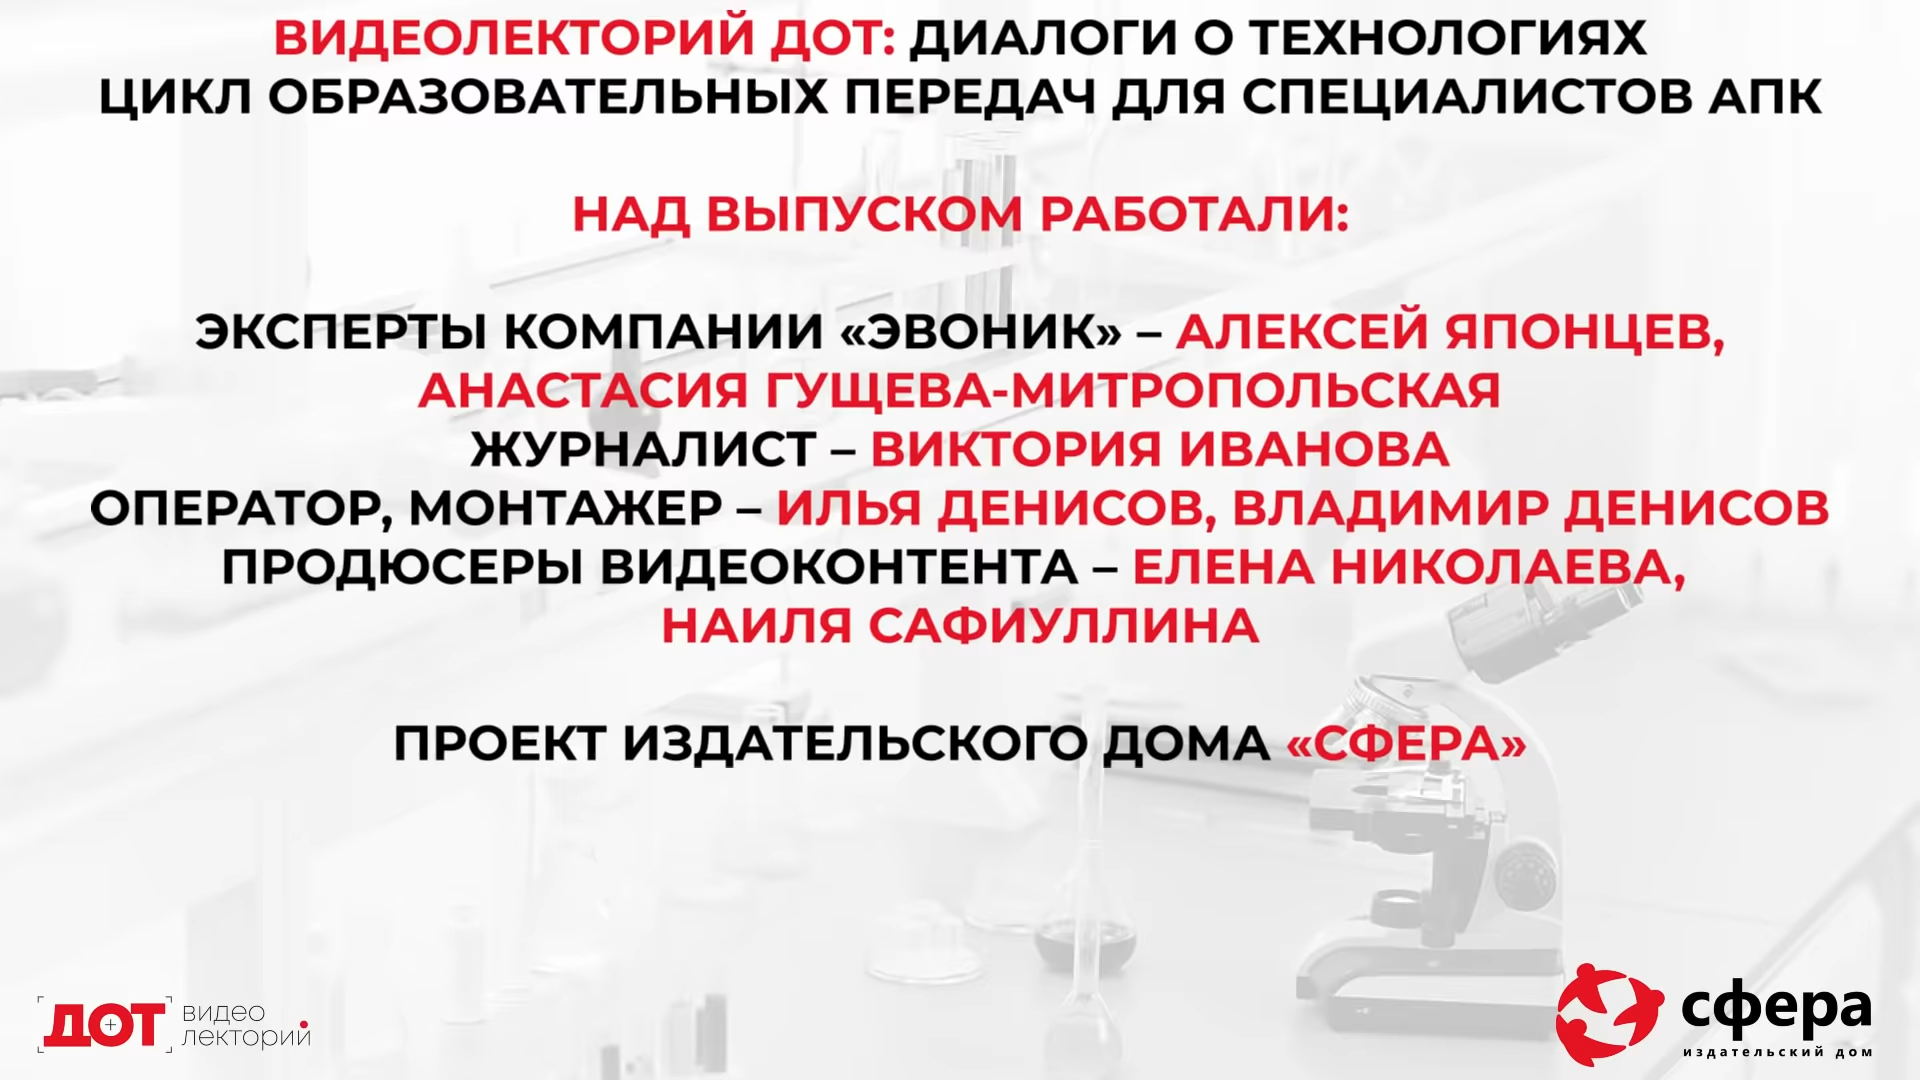 ВИДЕОЛЕКТОРИЙ ДОТ: ДИАЛОГИ О ТЕХНОЛОГИЯХ
ЦИКЛ ОБРАЗОВАТЕЛЬНЫХ ПЕРЕДАЧ ДЛЯ СПЕЦИАЛИСТОВ АПК
НАД ВЫПУСКОМ РАБОТАЛИ:
ЭКСПЕРТЫ КОМПАНИИ «ЭВОНИК» – АЛЕКСЕЙ ЯПОНЦЕВ,
АНАСТАСИЯ ГУЩЕВА-МИТРОПОЛЬСКАЯ
ЖУРНАЛИСТ – ВИКТОРИЯ ИВАНОВА
ОПЕРАТОР, МОНТАЖЕР – ИЛЬЯ ДЕНИСОВ, ВЛАДИМИР ДЕНИСОВ
ПРОДЮСЕРЫ ВИДЕОКОНТЕНТА – ЕЛЕНА НИКОЛАЕВА,
НАИЛЯ САФИУЛЛИНА
ПРОЕКТ ИЗДАТЕЛЬСКОГО ДОМА «СФЕРА»
ДОТ видео
лекторий
сфера
издательский дом